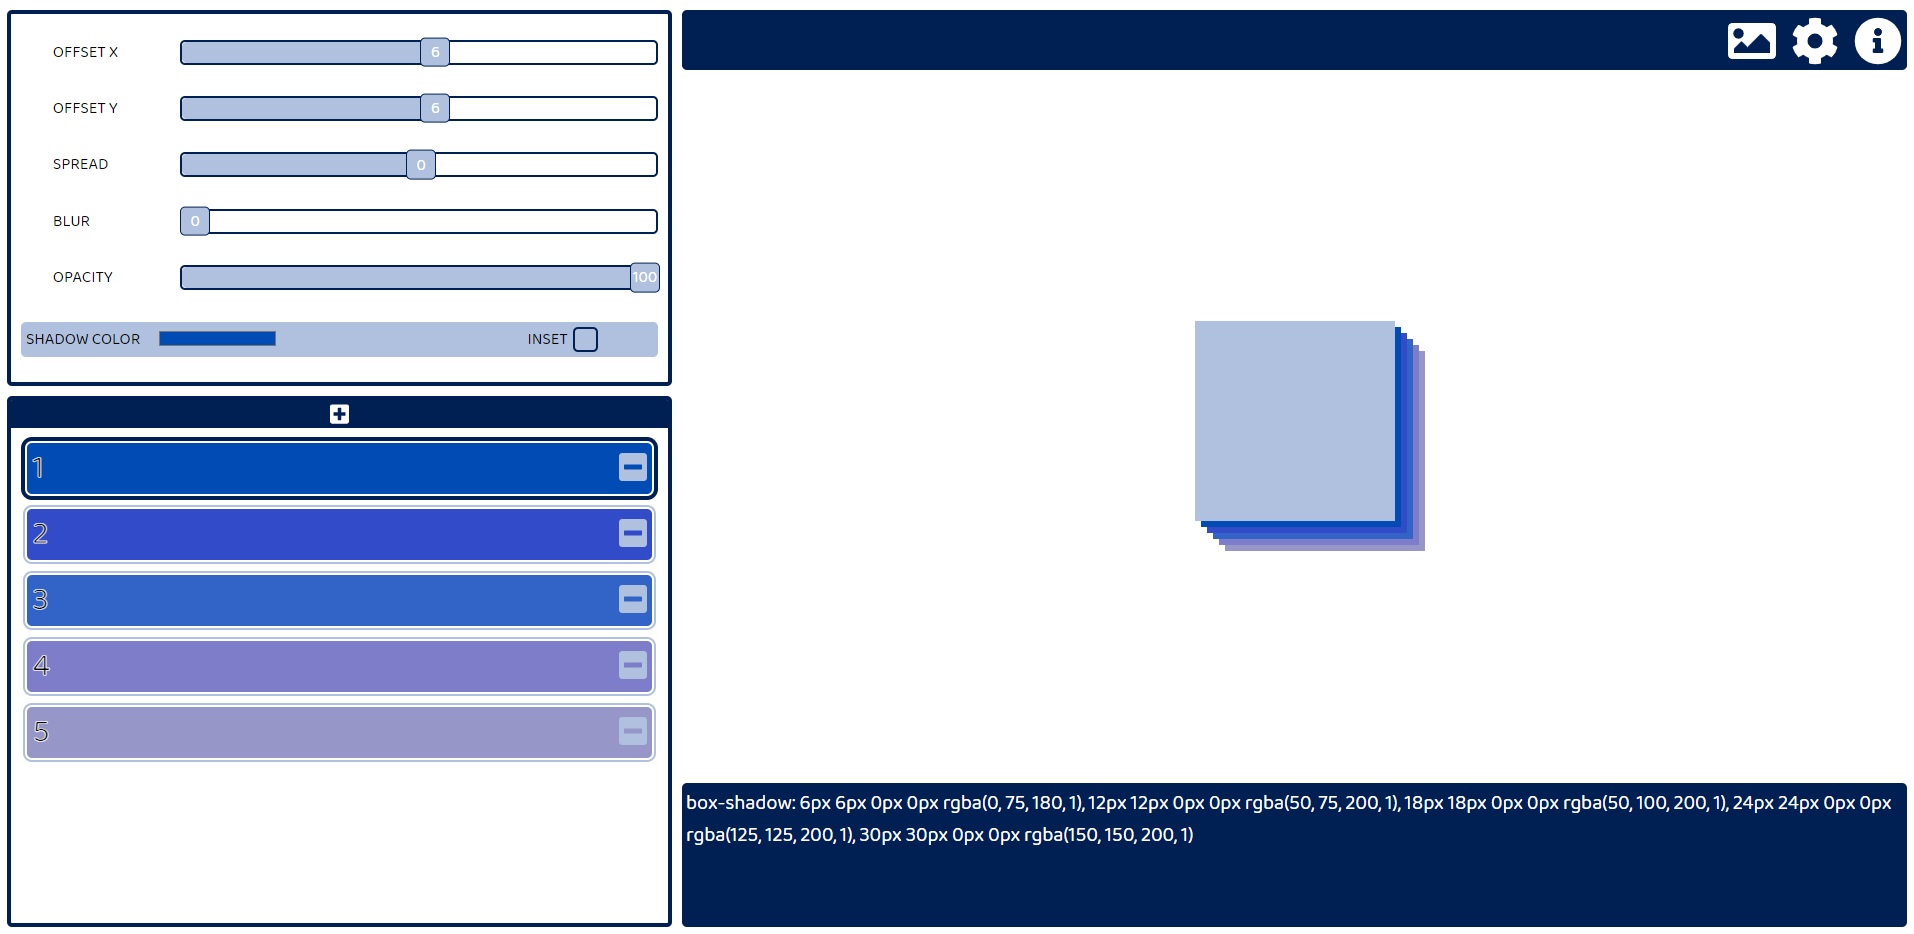 OFFSET X
6
OFFSET Y
6
SPREAD
0
BLUR
0
OPACITY
100
SHADOW COLOR
INSET
1
2
3
4
5
box-shadow: 6px 6px 0px 0px rgba(0, 75, 180, 1), 12px 12px 0px 0px rgba(50, 75, 200, 1), 18px 18px 0px 0px rgba(50, 100, 200, 1), 24px 24px 0px 0px
rgba(125, 125, 200, 1), 30px 30px 0px 0px rgba(150, 150, 200, 1)